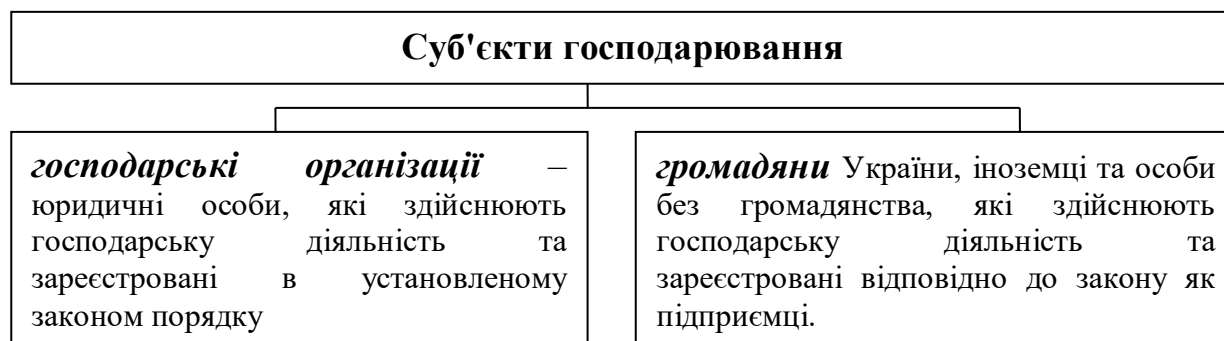 Суб'єкти господарювання
господарські організації –
юридичні особи, які здійснюють
господарську діяльність та
зареєстровані в установленому
законом порядку
громадяни України, іноземці та особи
без громадянства, які здійснюють
господарську діяльність та
зареєстровані відповідно до закону як
підприємці.